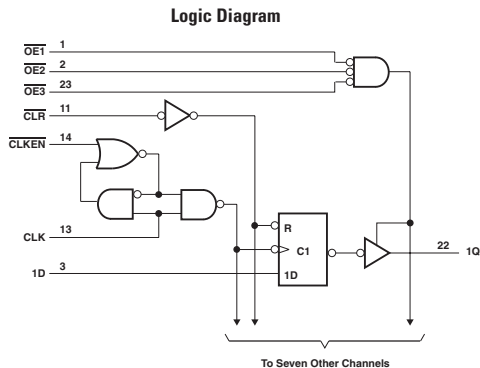 Logic Diagram
OE1 1
OE2 2
OE3 23
CLR 11
CLKEN 14
CLK 13
1D 3
R
C1
1D
22 1Q
To Seven Other Channels